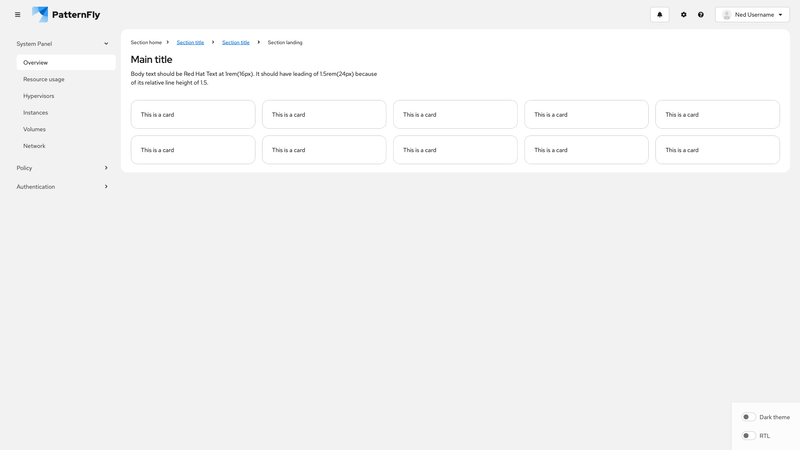 PatternFly
Ned Username
System Panel
Overview
Resource usage
Hypervisors
Instances
Volumes
Network
Policy
Authentication
Section home
Section title
Section title
Section landing
Main title
Body text should be Red Hat Text at 1rem(16px). It should have leading of 1.5rem(24px) because
of its relative line height of 1.5.
This is a card
This is a card
This is a card
This is a card
This is a card
This is a card
This is a card
This is a card
This is a card
This is a card
Dark theme
RTL